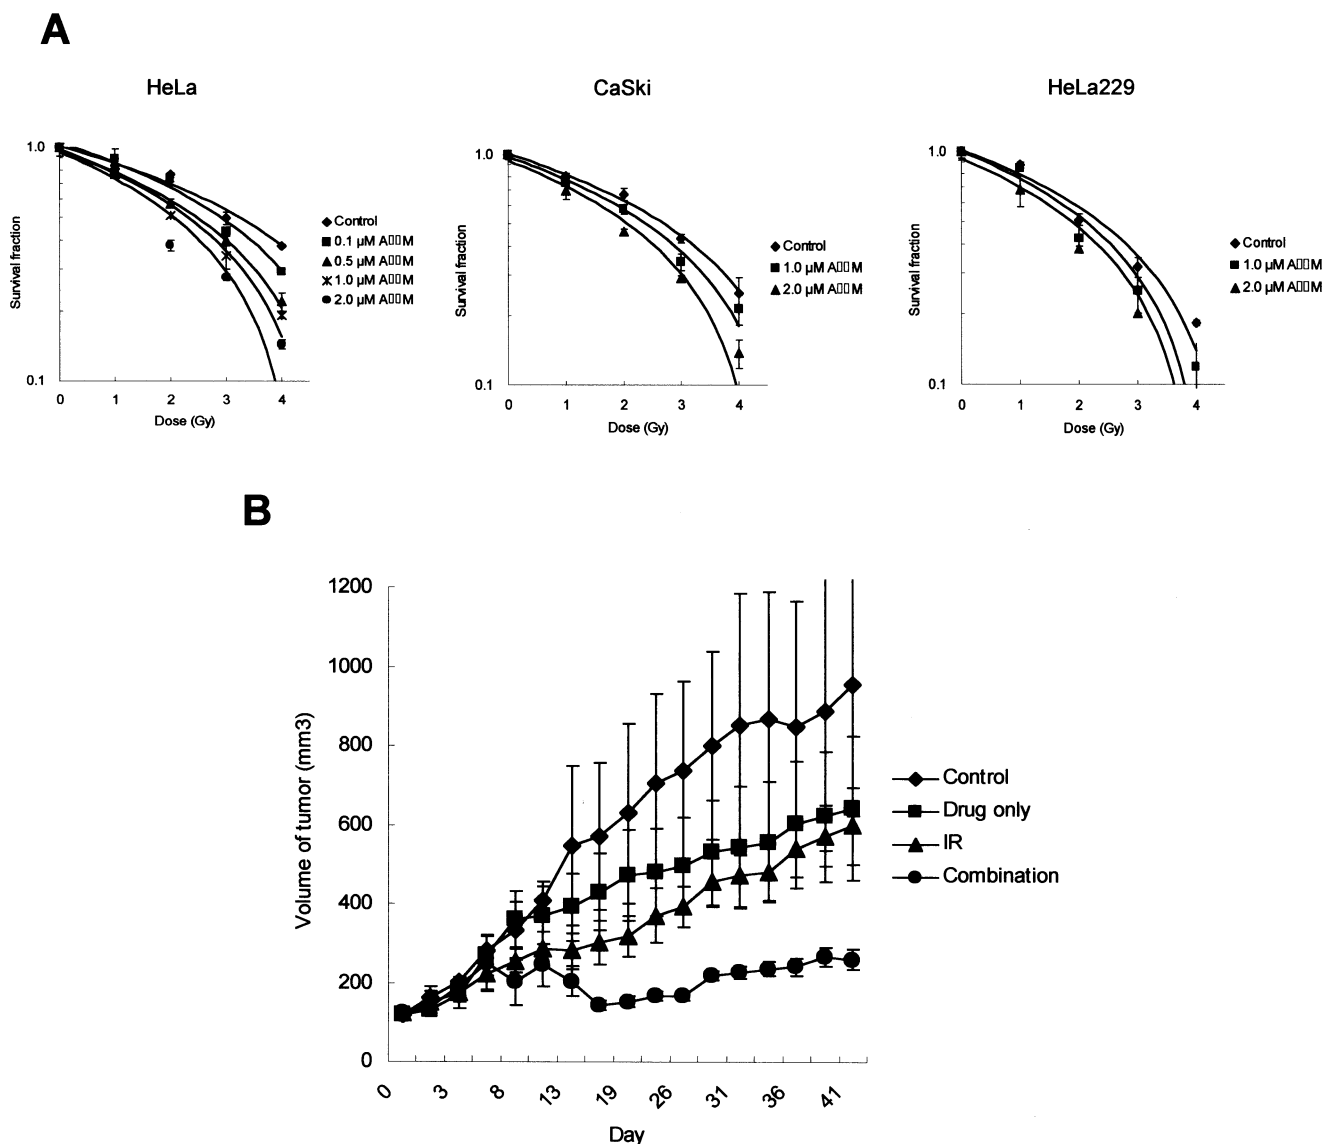 A
HeLa
1.0
0.1
Survival fraction
0 1 2 3 4
Dose (Gy)
Control
0.1 µM A▯▯M
0.5 µM A▯▯M
1.0 µM A▯▯M
2.0 µM A▯▯M
CaSki
1.0
0.1
Survival fraction
0 1 2 3 4
Dose (Gy)
Control
1.0 µM A▯▯M
2.0 µM A▯▯M
HeLa229
1.0
0.1
Survival fraction
0 1 2 3 4
Dose (Gy)
Control
1.0 µM A▯▯M
2.0 µM A▯▯M
B
1200
1000
800
600
400
200
0
Volume of tumor (mm3)
0 3 8 13 19 26 31 36 41
Day
Control
Drug only
IR
Combination